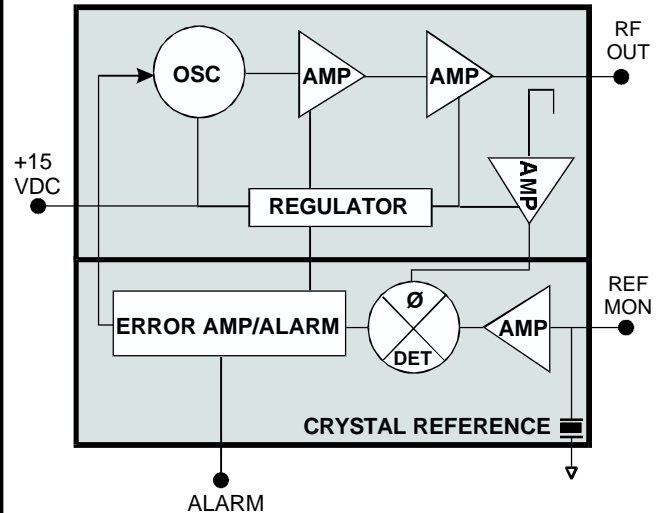 RF
OUT
OSC
AMP
AMP
AMP
+15
VDC
REGULATOR
REF
MON
ERROR AMP/ALARM
Ø
DET
AMP
CRYSTAL REFERENCE
ALARM